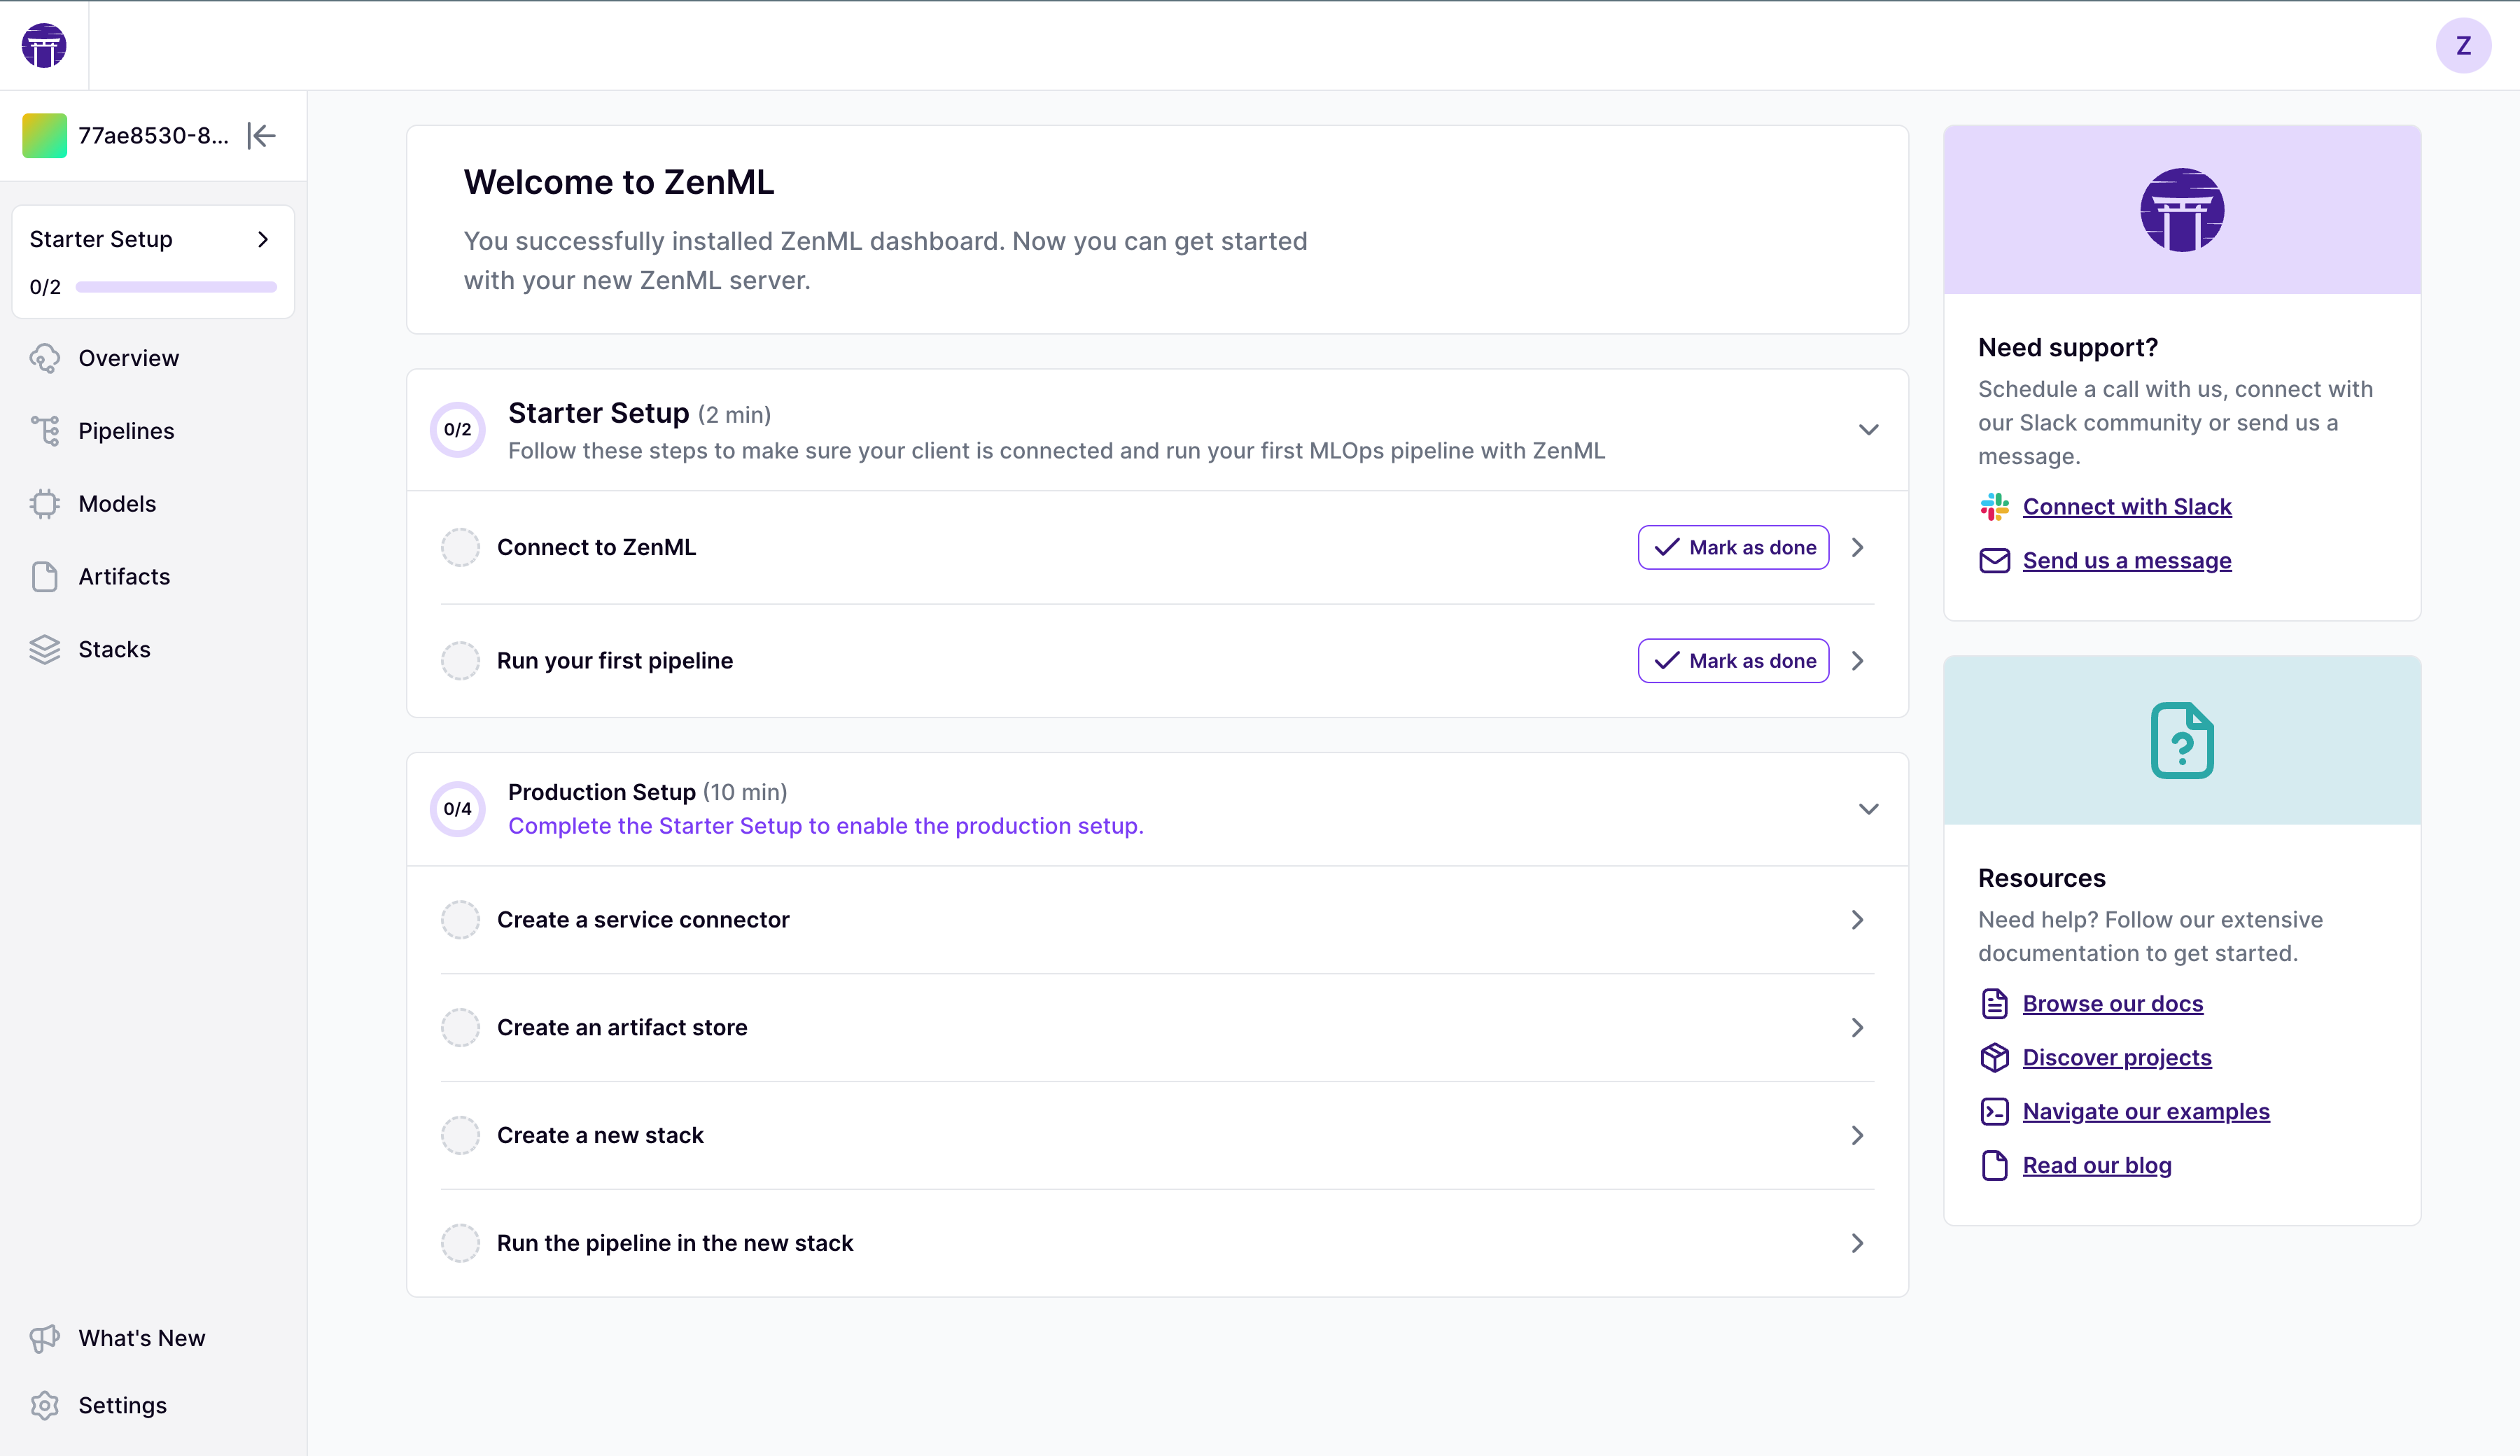 Z
77ae8530-8...
Starter Setup
0/2
Overview
Pipelines
Models
Artifacts
Stacks
What's New
Settings
Welcome to ZenML
You successfully installed ZenML dashboard. Now you can get started
with your new ZenML server.
0/2
Starter Setup (2 min)
Follow these steps to make sure your client is connected and run your first MLOps pipeline with ZenML
Connect to ZenML
Mark as done
Run your first pipeline
Mark as done
0/4
Production Setup (10 min)
Complete the Starter Setup to enable the production setup.
Create a service connector
Create an artifact store
Create a new stack
Run the pipeline in the new stack
Need support?
Schedule a call with us, connect with
our Slack community or send us a
message.
Connect with Slack
Send us a message
Resources
Need help? Follow our extensive
documentation to get started.
Browse our docs
Discover projects
Navigate our examples
Read our blog